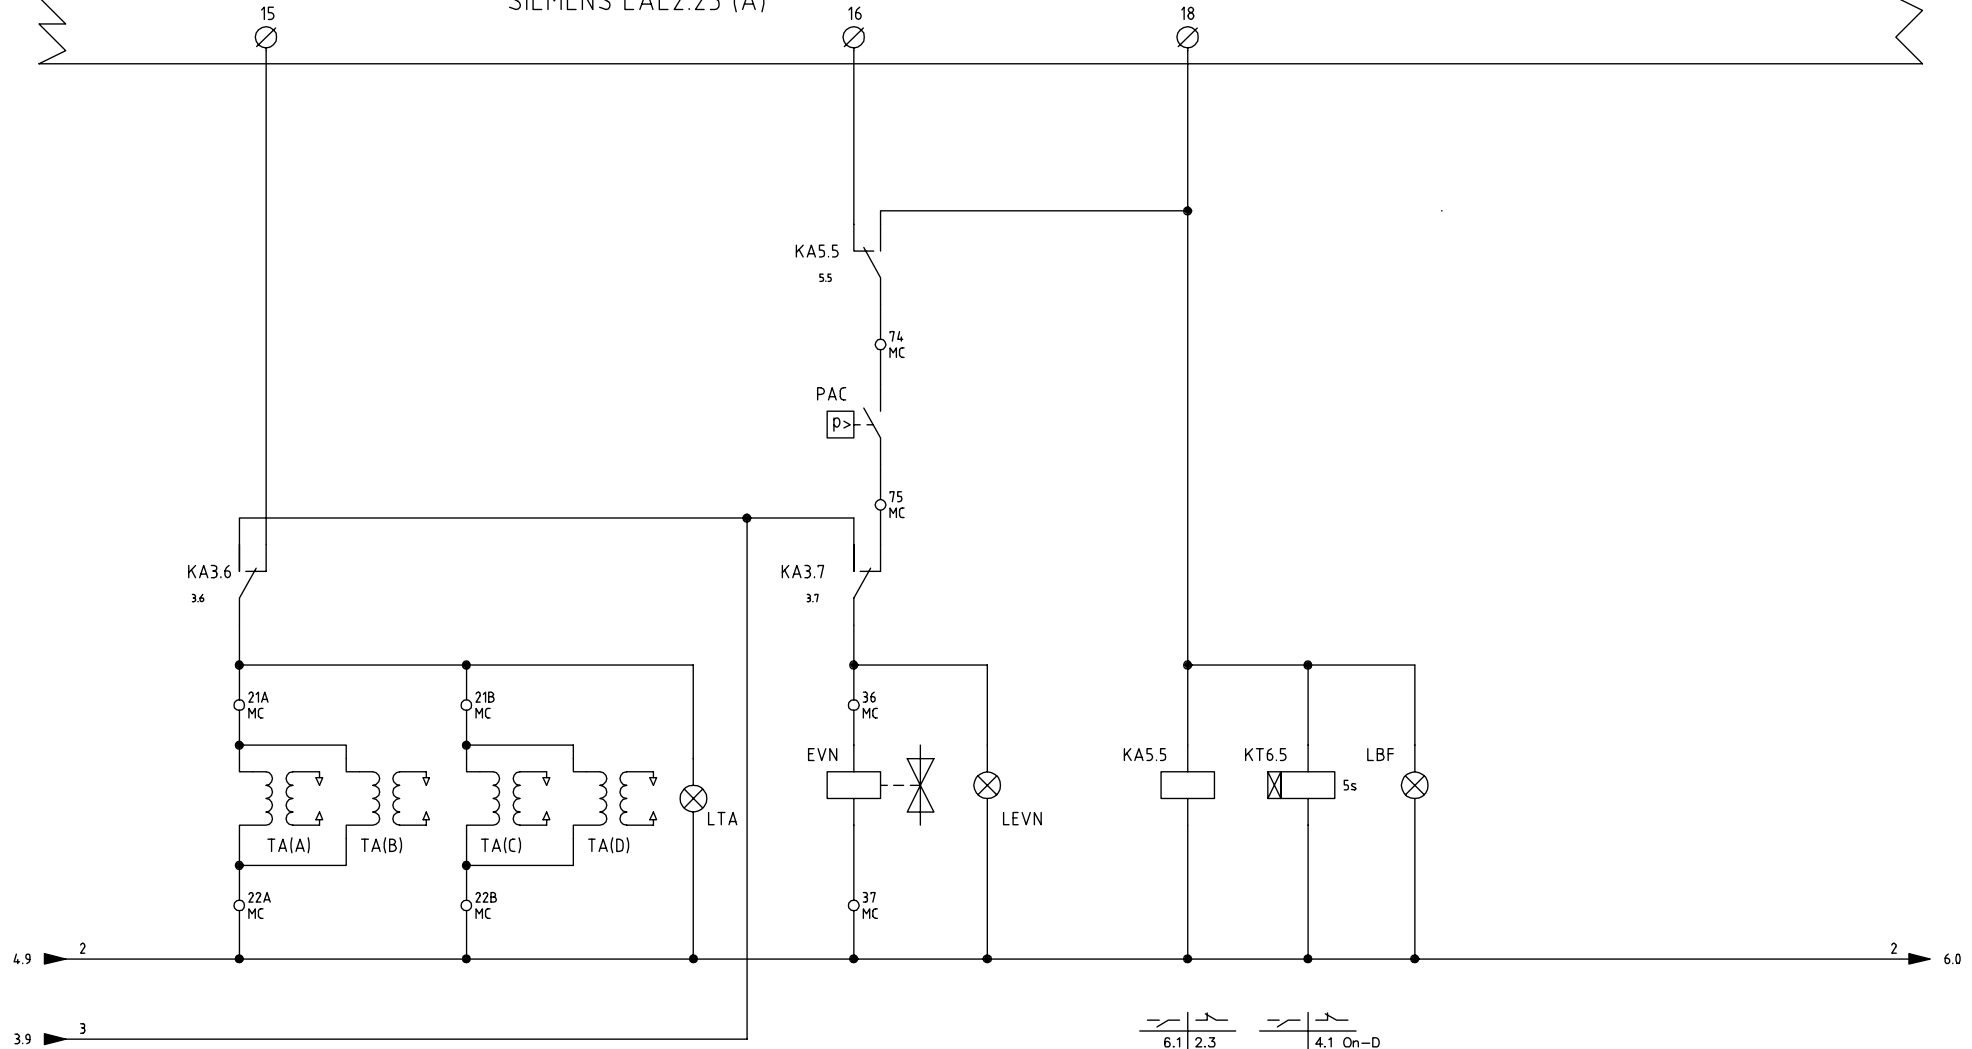 SIEMENS LAL2.25 (A)
15
16
18
KA5.5
5.5
74
MC
PAC
p>
75
MC
KA3.6
3.6
KA3.7
3.7
21A
MC
21B
MC
36
MC
EVN
KA5.5
KT6.5
5s
LBF
LTA
LEVN
TA(A)
TA(B)
TA(C)
TA(D)
22A
MC
22B
MC
37
MC
4.9
2
2
6.0
3.9
3
6.1
2.3
4.1 On-D